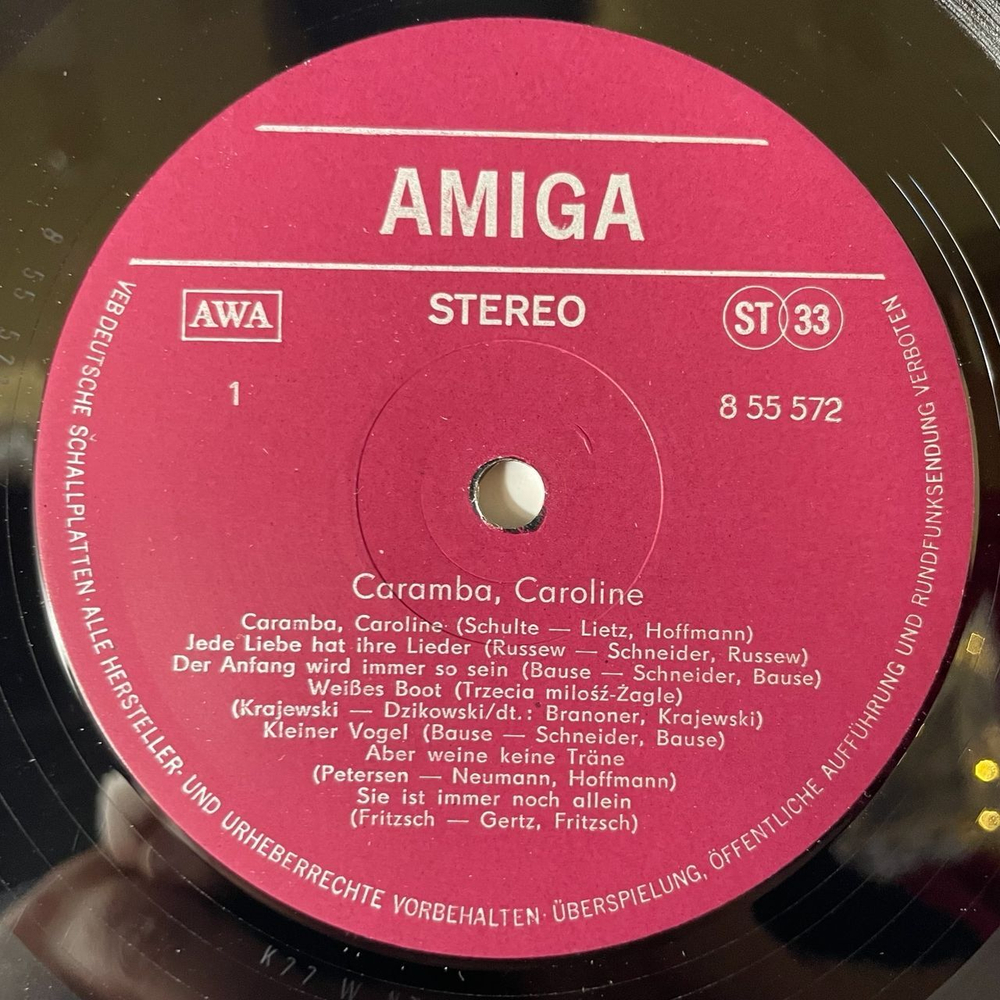 AMIGA
AWA
STEREO
ST 33
1
8 55 572
Caramba, Caroline
Caramba, Caroline (Schulte — Lietz, Hoffmann)
Jede Liebe hat ihre Lieder (Russew — Schneider, Russew)
Der Anfang wird immer so sein (Bause — Schneider, Bause)
Weißes Boot (Trzecia milośź-Żagle)
(Krajewski — Dzikowski/dt.: Branoner, Krajewski)
Kleiner Vogel (Bause — Schneider, Bause)
Aber weine keine Träne
(Petersen — Neumann, Hoffmann)
Sie ist immer noch allein
(Fritzsch — Gertz, Fritzsch)
VEB DEUTSCHE SCHALLPLATTEN · ALLE HERSTELLER- UND URHEBERRECHTE VORBEHALTEN · ÜBERSPIELUNG, ÖFFENTLICHE AUFFÜHRUNG UND RUNDFUNKSENDUNG VERBOTEN